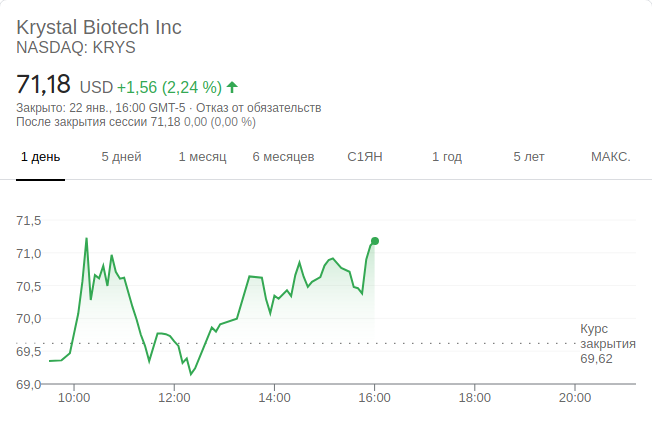 Krystal Biotech Inc
NASDAQ: KRYS
71,18 USD +1,56 (2,24 %)
Закрыто: 22 янв., 16:00 GMT-5 · Отказ от обязательств
После закрытия сессии 71,18 0,00 (0,00 %)
1 день 5 дней 1 месяц 6 месяцев С1ЯН 1 год 5 лет МАКС.
71,5
71,0
70,5
70,0
69,5
69,0
Курс
закрытия
69,62
10:00 12:00 14:00 16:00 18:00 20:00